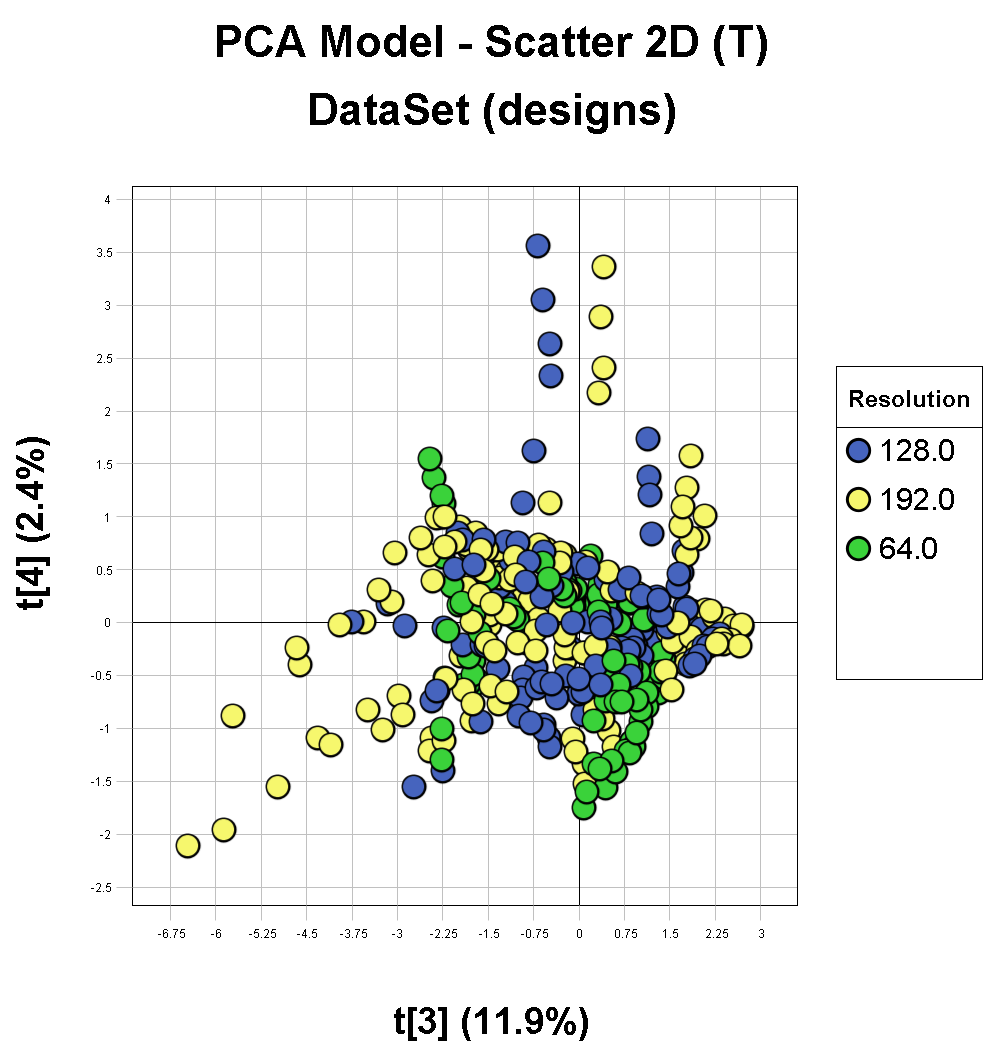 PCA Model - Scatter 2D (T)
DataSet (designs)
4
3.5
3
2.5
2
1.5
1
0.5
0
-0.5
-1
-1.5
-2
-2.5
t[4] (2.4%)
-6.75 -6 -5.25 -4.5 -3.75 -3 -2.25 -1.5 -0.75 0 0.75 1.5 2.25 3
t[3] (11.9%)
Resolution
128.0
192.0
64.0